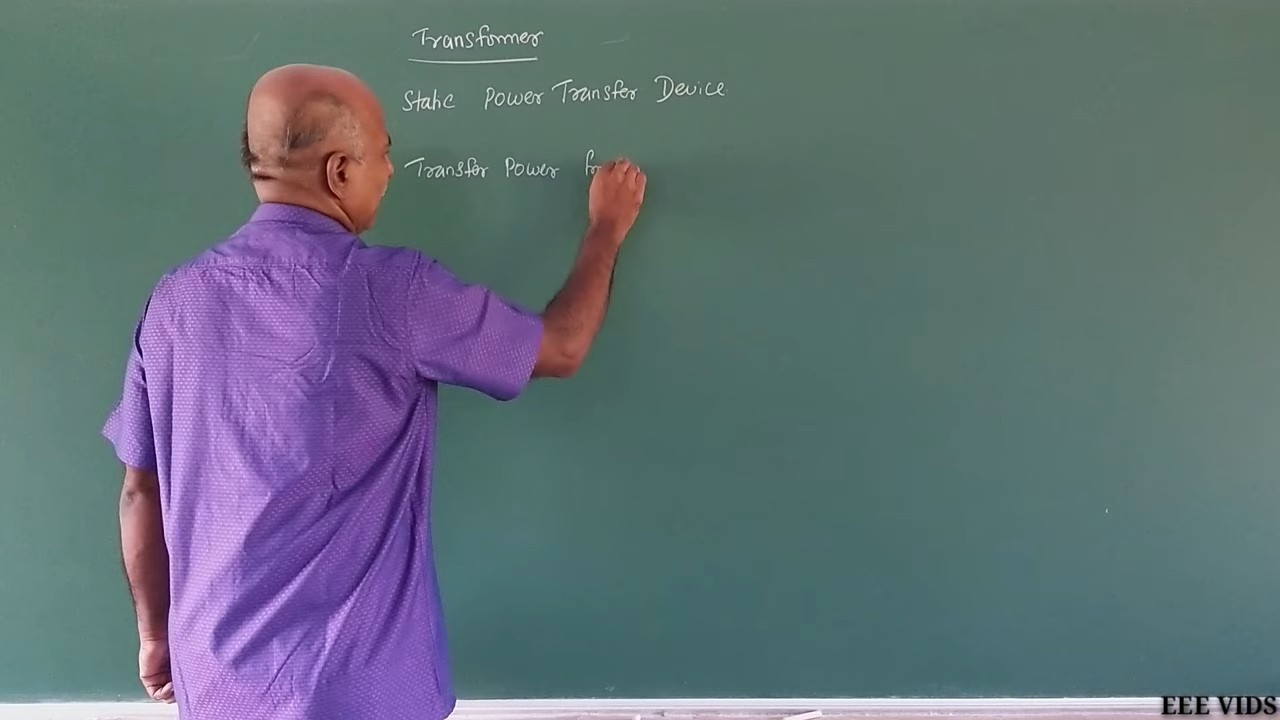 Transformer
Static Power Transfer Device
Transfer Power
EEE VIDS